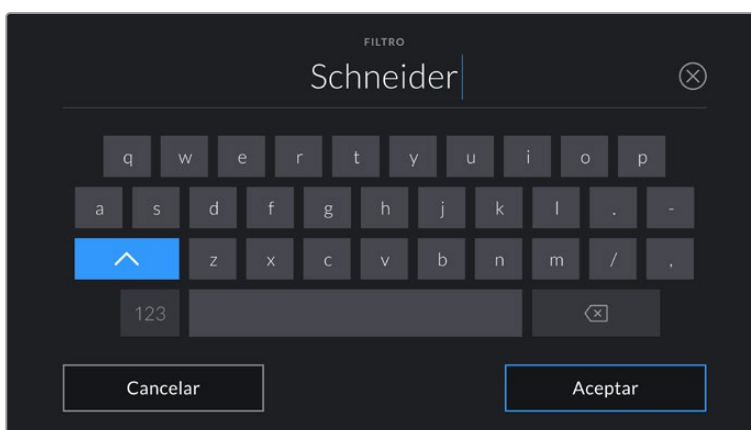 FILTRO
Schneider
q w e r t y u i o p
a s d f g h j k l . -
z x c v b n m / ,
123
Cancelar Aceptar